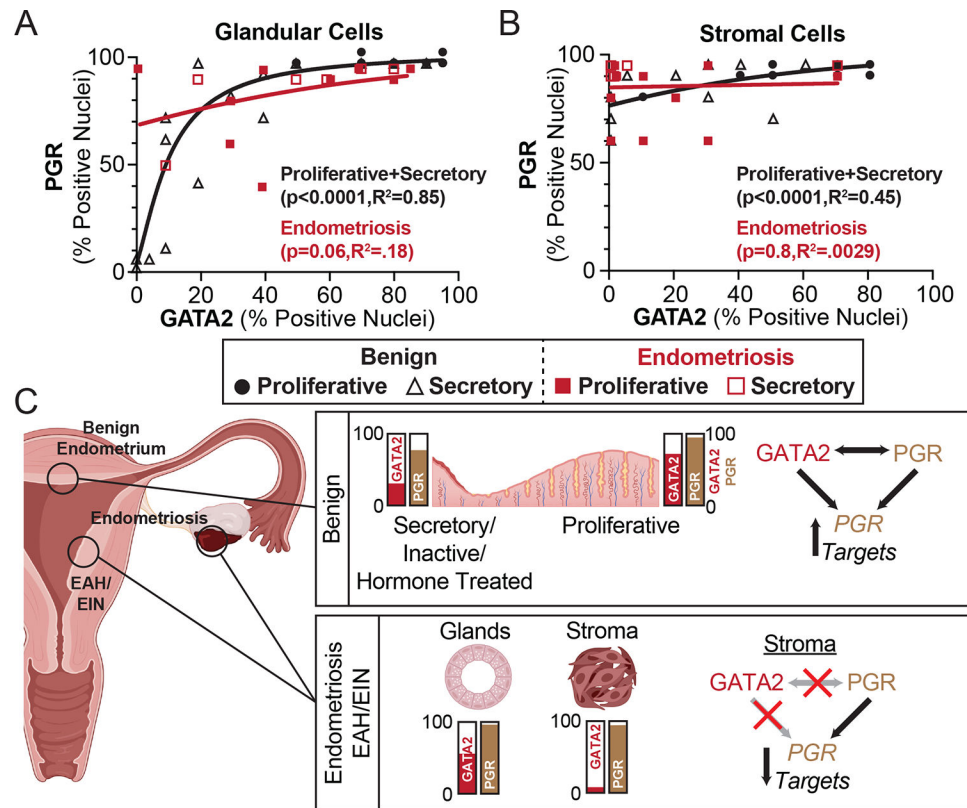 A
Glandular Cells
PGR
(% Positive Nuclei)
100
50
0
0 20 40 60 80 100
GATA2 (% Positive Nuclei)
Proliferative+Secretory
(p<0.0001,R²=0.85)
Endometriosis
(p=0.06,R²=.18)
B
Stromal Cells
PGR
(% Positive Nuclei)
100
50
0
0 20 40 60 80 100
GATA2 (% Positive Nuclei)
Proliferative+Secretory
(p<0.0001,R²=0.45)
Endometriosis
(p=0.8,R²=.0029)
Benign
Proliferative Secretory
Endometriosis
Proliferative Secretory
C
Benign
Endometrium
Endometriosis
EAH/
EIN
Benign
100
0
GATA2
PGR
Secretory/
Inactive/
Hormone Treated
Proliferative
GATA2
PGR
100
0
GATA2
PGR
GATA2 PGR
PGR
Targets
Endometriosis
EAH/EIN
Glands
100
0
GATA2
PGR
Stroma
100
0
GATA2
PGR
Stroma
GATA2 PGR
PGR
Targets